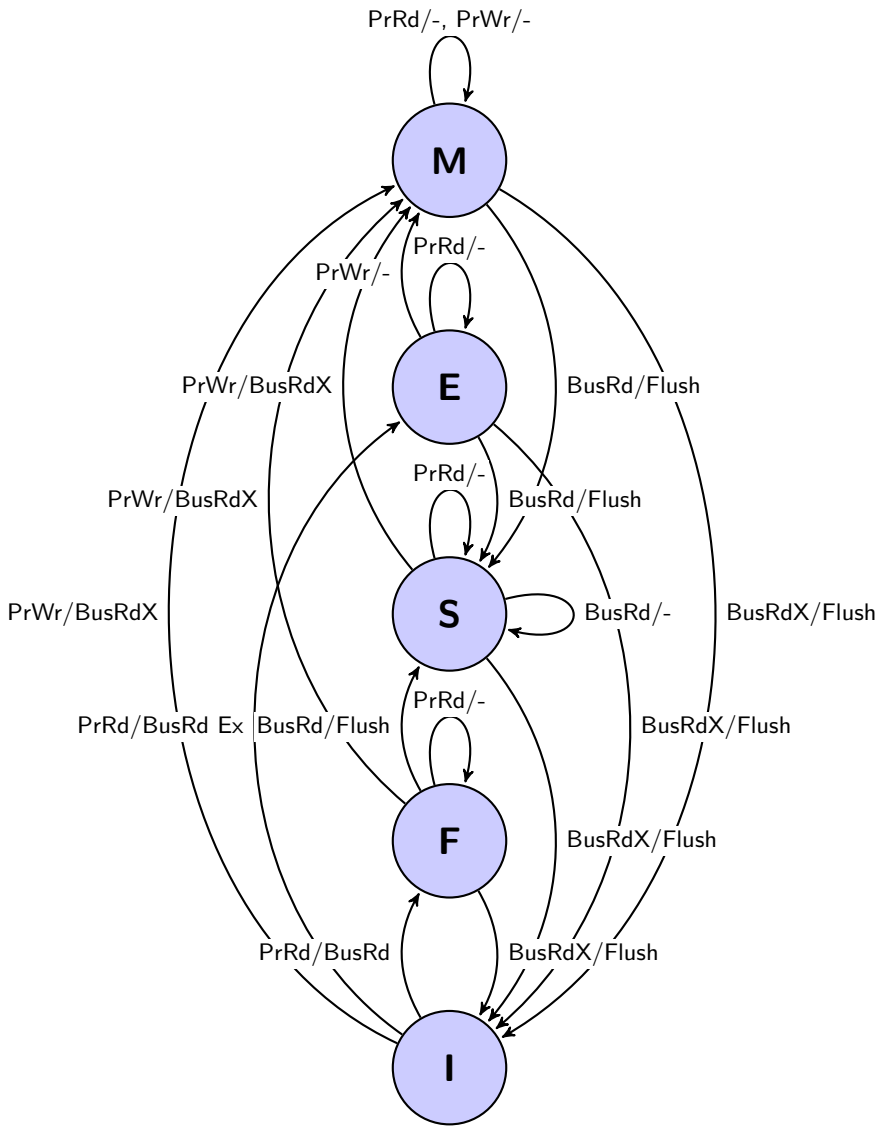 PrRd/-, PrWr/-
M
PrRd/-
PrWr/-
PrWr/BusRdX
E
BusRd/Flush
PrRd/-
PrWr/BusRdX
BusRd/Flush
PrWr/BusRdX
S
BusRd/-
BusRdX/Flush
PrRd/-
PrRd/BusRd Ex
BusRd/Flush
BusRdX/Flush
F
BusRdX/Flush
PrRd/BusRd
BusRdX/Flush
I